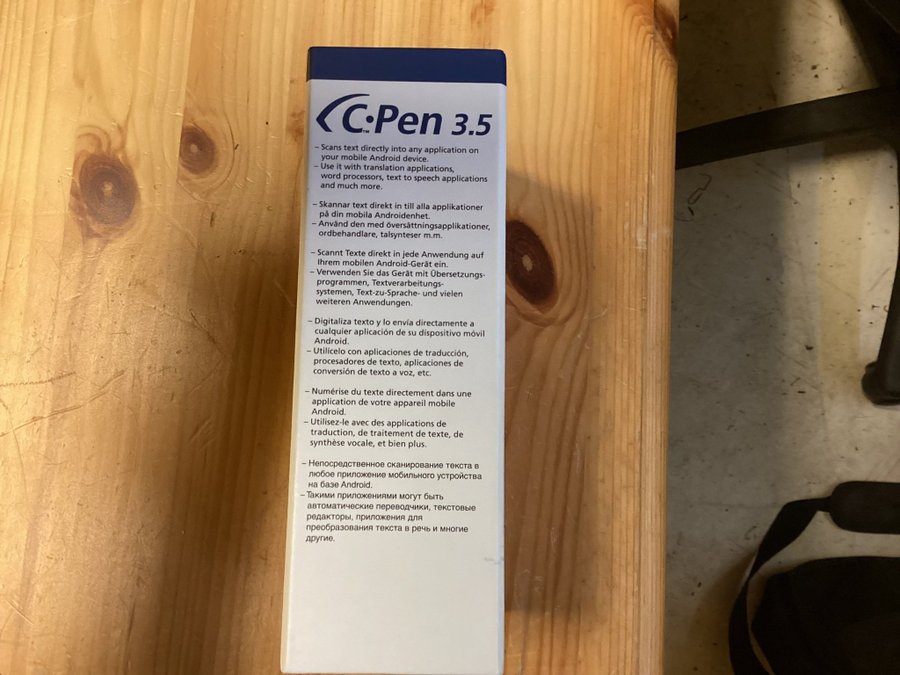 C·Pen 3.5
™
– Scans text directly into any application on
your mobile Android device.
– Use it with translation applications,
word processors, text to speech applications
and much more.
– Skannar text direkt in till alla applikationer
på din mobila Androidenhet.
– Använd den med översättningsapplikationer,
ordbehandlare, talsynteser m.m.
– Scannt Texte direkt in jede Anwendung auf
Ihrem mobilen Android-Gerät ein.
– Verwenden Sie das Gerät mit Übersetzungs-
programmen, Textverarbeitungs-
systemen, Text-zu-Sprache- und vielen
weiteren Anwendungen.
– Digitaliza texto y lo envía directamente a
cualquier aplicación de su dispositivo móvil
Android.
– Utilícelo con aplicaciones de traducción,
procesadores de texto, aplicaciones de
conversión de texto a voz, etc.
– Numérise du texte directement dans une
application de votre appareil mobile
Android.
– Utilisez-le avec des applications de
traduction, de traitement de texte, de
synthèse vocale, et bien plus.
– Непосредственное сканирование текста в
любое приложение мобильного устройства
на базе Android.
– Такими приложениями могут быть
автоматические переводчики, текстовые
редакторы, приложения для
преобразования текста в речь и многие
другие.